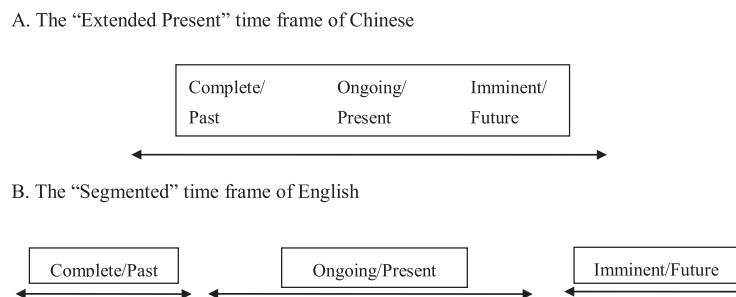 A. The “Extended Present” time frame of Chinese
Complete/ Ongoing/ Imminent/
Past Present Future
B. The “Segmented” time frame of English
Complete/Past Ongoing/Present Imminent/Future